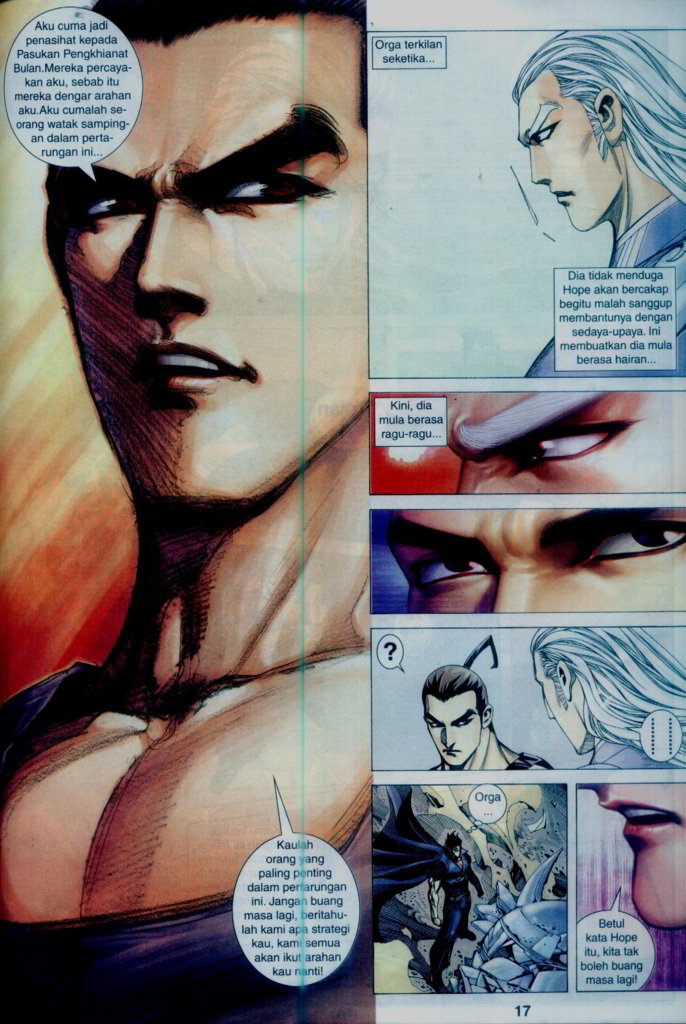 Aku cuma jadi
penasihat kepada
Pasukan Pengkhianat
Bulan.Mereka percaya-
kan aku, sebab itu
mereka dengar arahan
aku.Aku cumalah se-
orang watak samping-
an dalam perta-
rungan ini...
Orga terkilan
seketika...
Dia tidak menduga
Hope akan bercakap
begitu malah sanggup
membantunya dengan
sedaya-upaya. Ini
membuatkan dia mula
berasa hairan...
Kini, dia
mula berasa
ragu-ragu...
?
Kaulah
orang yang
paling penting
dalam pertarungan
ini. Jangan buang
masa lagi, beritahu-
lah kami apa strategi
kau, kami semua
akan ikut arahan
kau nanti!
Orga
...
Betul
kata Hope
itu, kita tak
boleh buang
masa lagi!
17